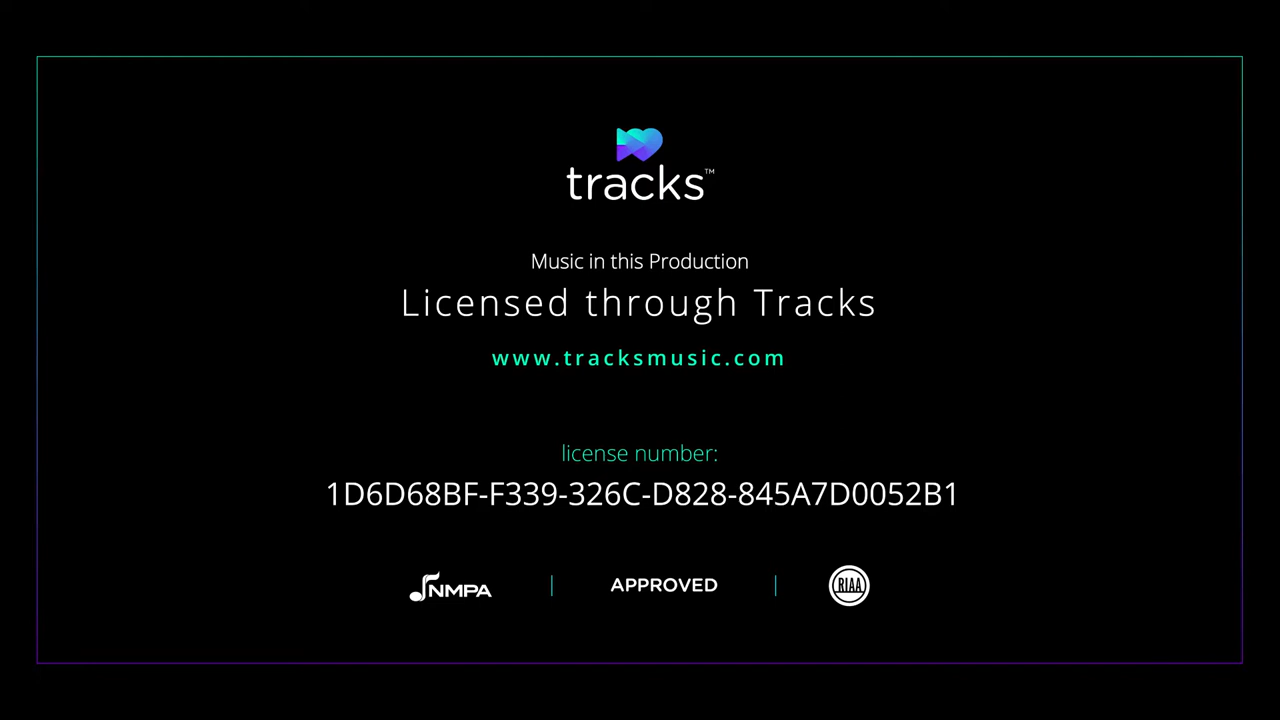 tracks™
Music in this Production
Licensed through Tracks
www.tracksmusic.com
license number:
1D6D68BF-F339-326C-D828-845A7D0052B1
NMPA | APPROVED | RIAA